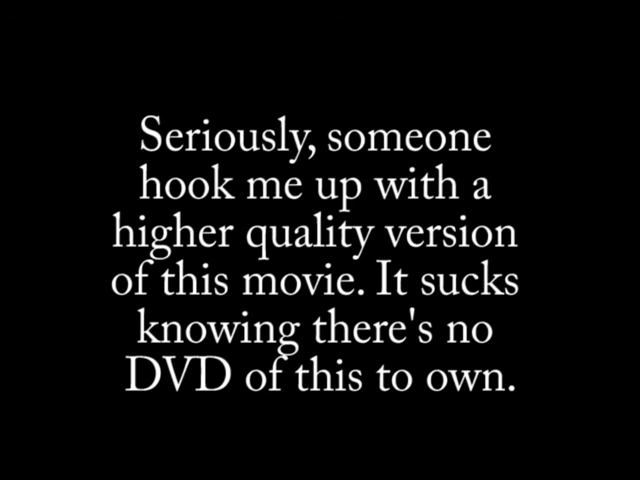 Seriously, someone
hook me up with a
higher quality version
of this movie. It sucks
knowing there's no
DVD of this to own.